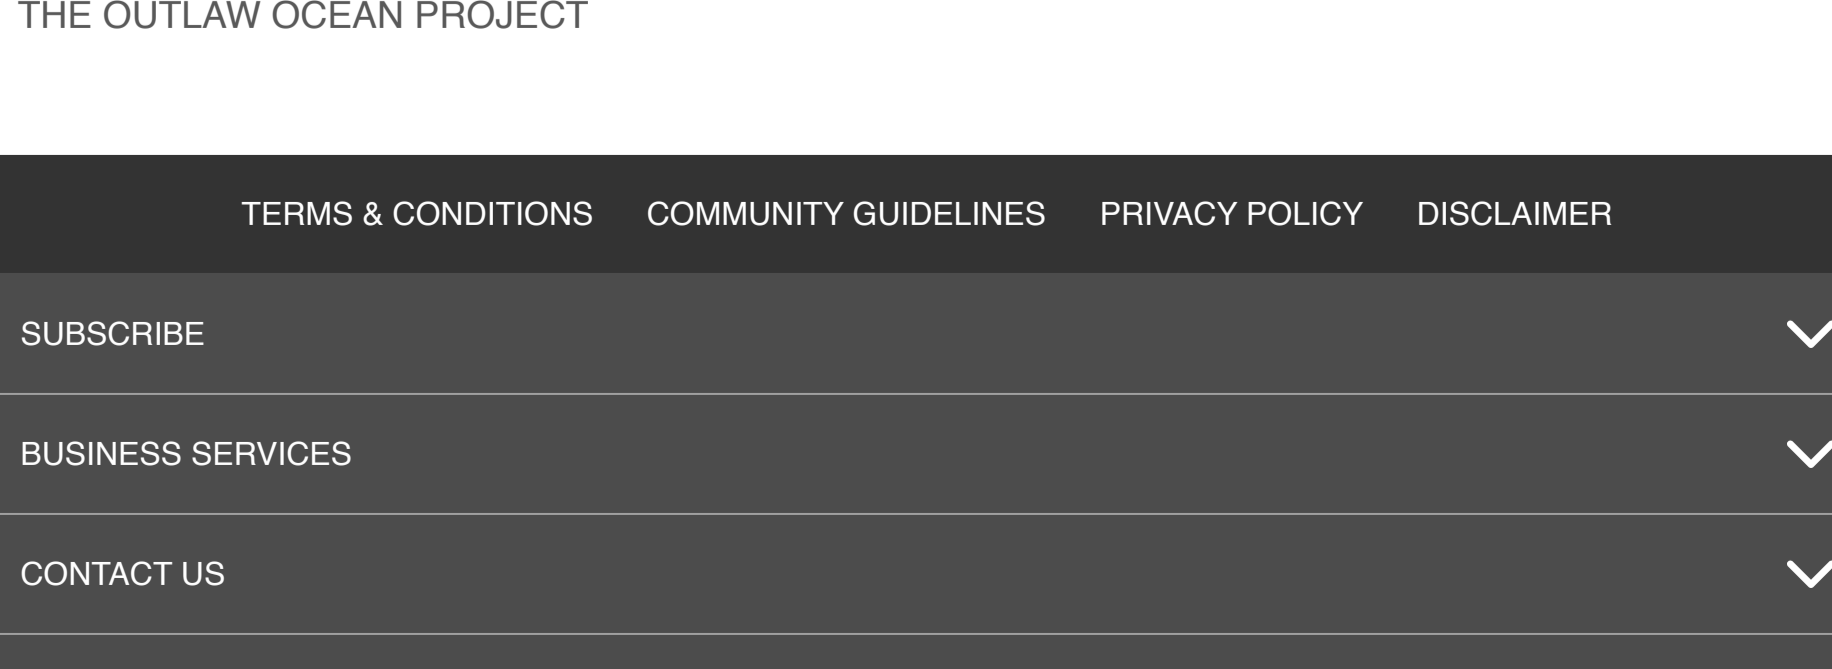 THE OUTLAW OCEAN PROJECT
TERMS & CONDITIONS COMMUNITY GUIDELINES PRIVACY POLICY DISCLAIMER
SUBSCRIBE
BUSINESS SERVICES
CONTACT US